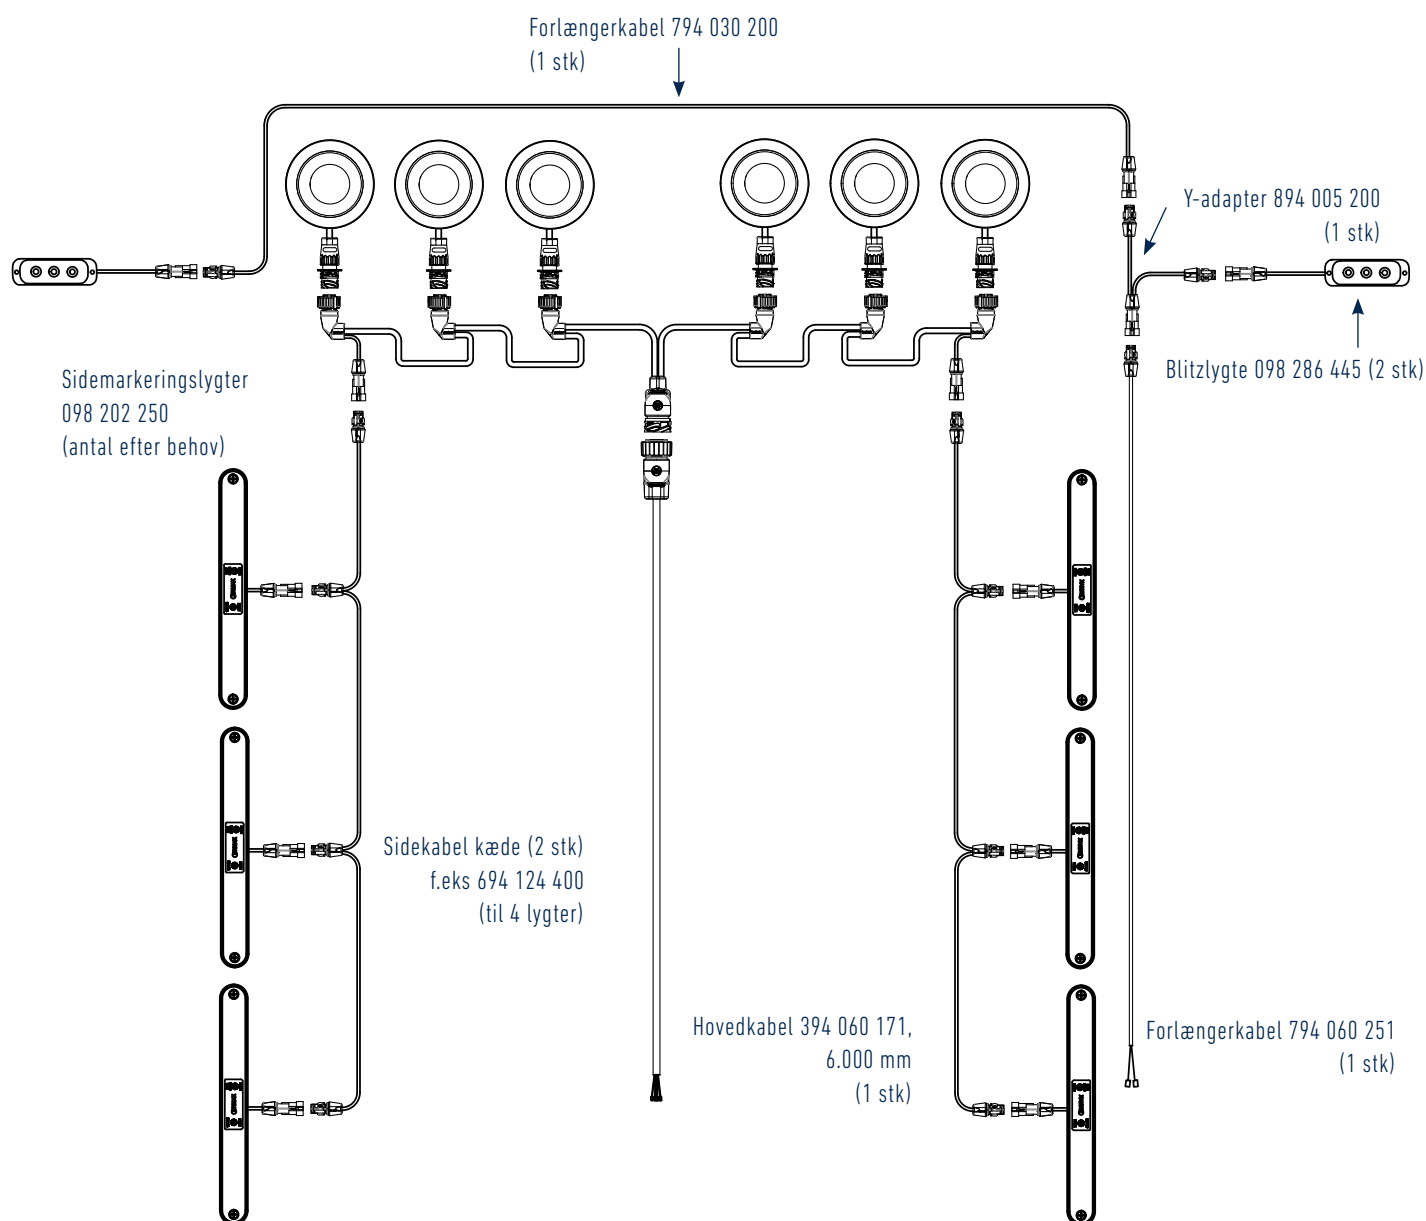 Forlængerkabel 794 030 200
(1 stk)
Y-adapter 894 005 200
(1 stk)
Blitzlygte 098 286 445 (2 stk)
Sidemarkeringslygter
098 202 250
(antal efter behov)
Sidekabel kæde (2 stk)
f.eks 694 124 400
(til 4 lygter)
Hovedkabel 394 060 171,
6.000 mm
(1 stk)
Forlængerkabel 794 060 251
(1 stk)